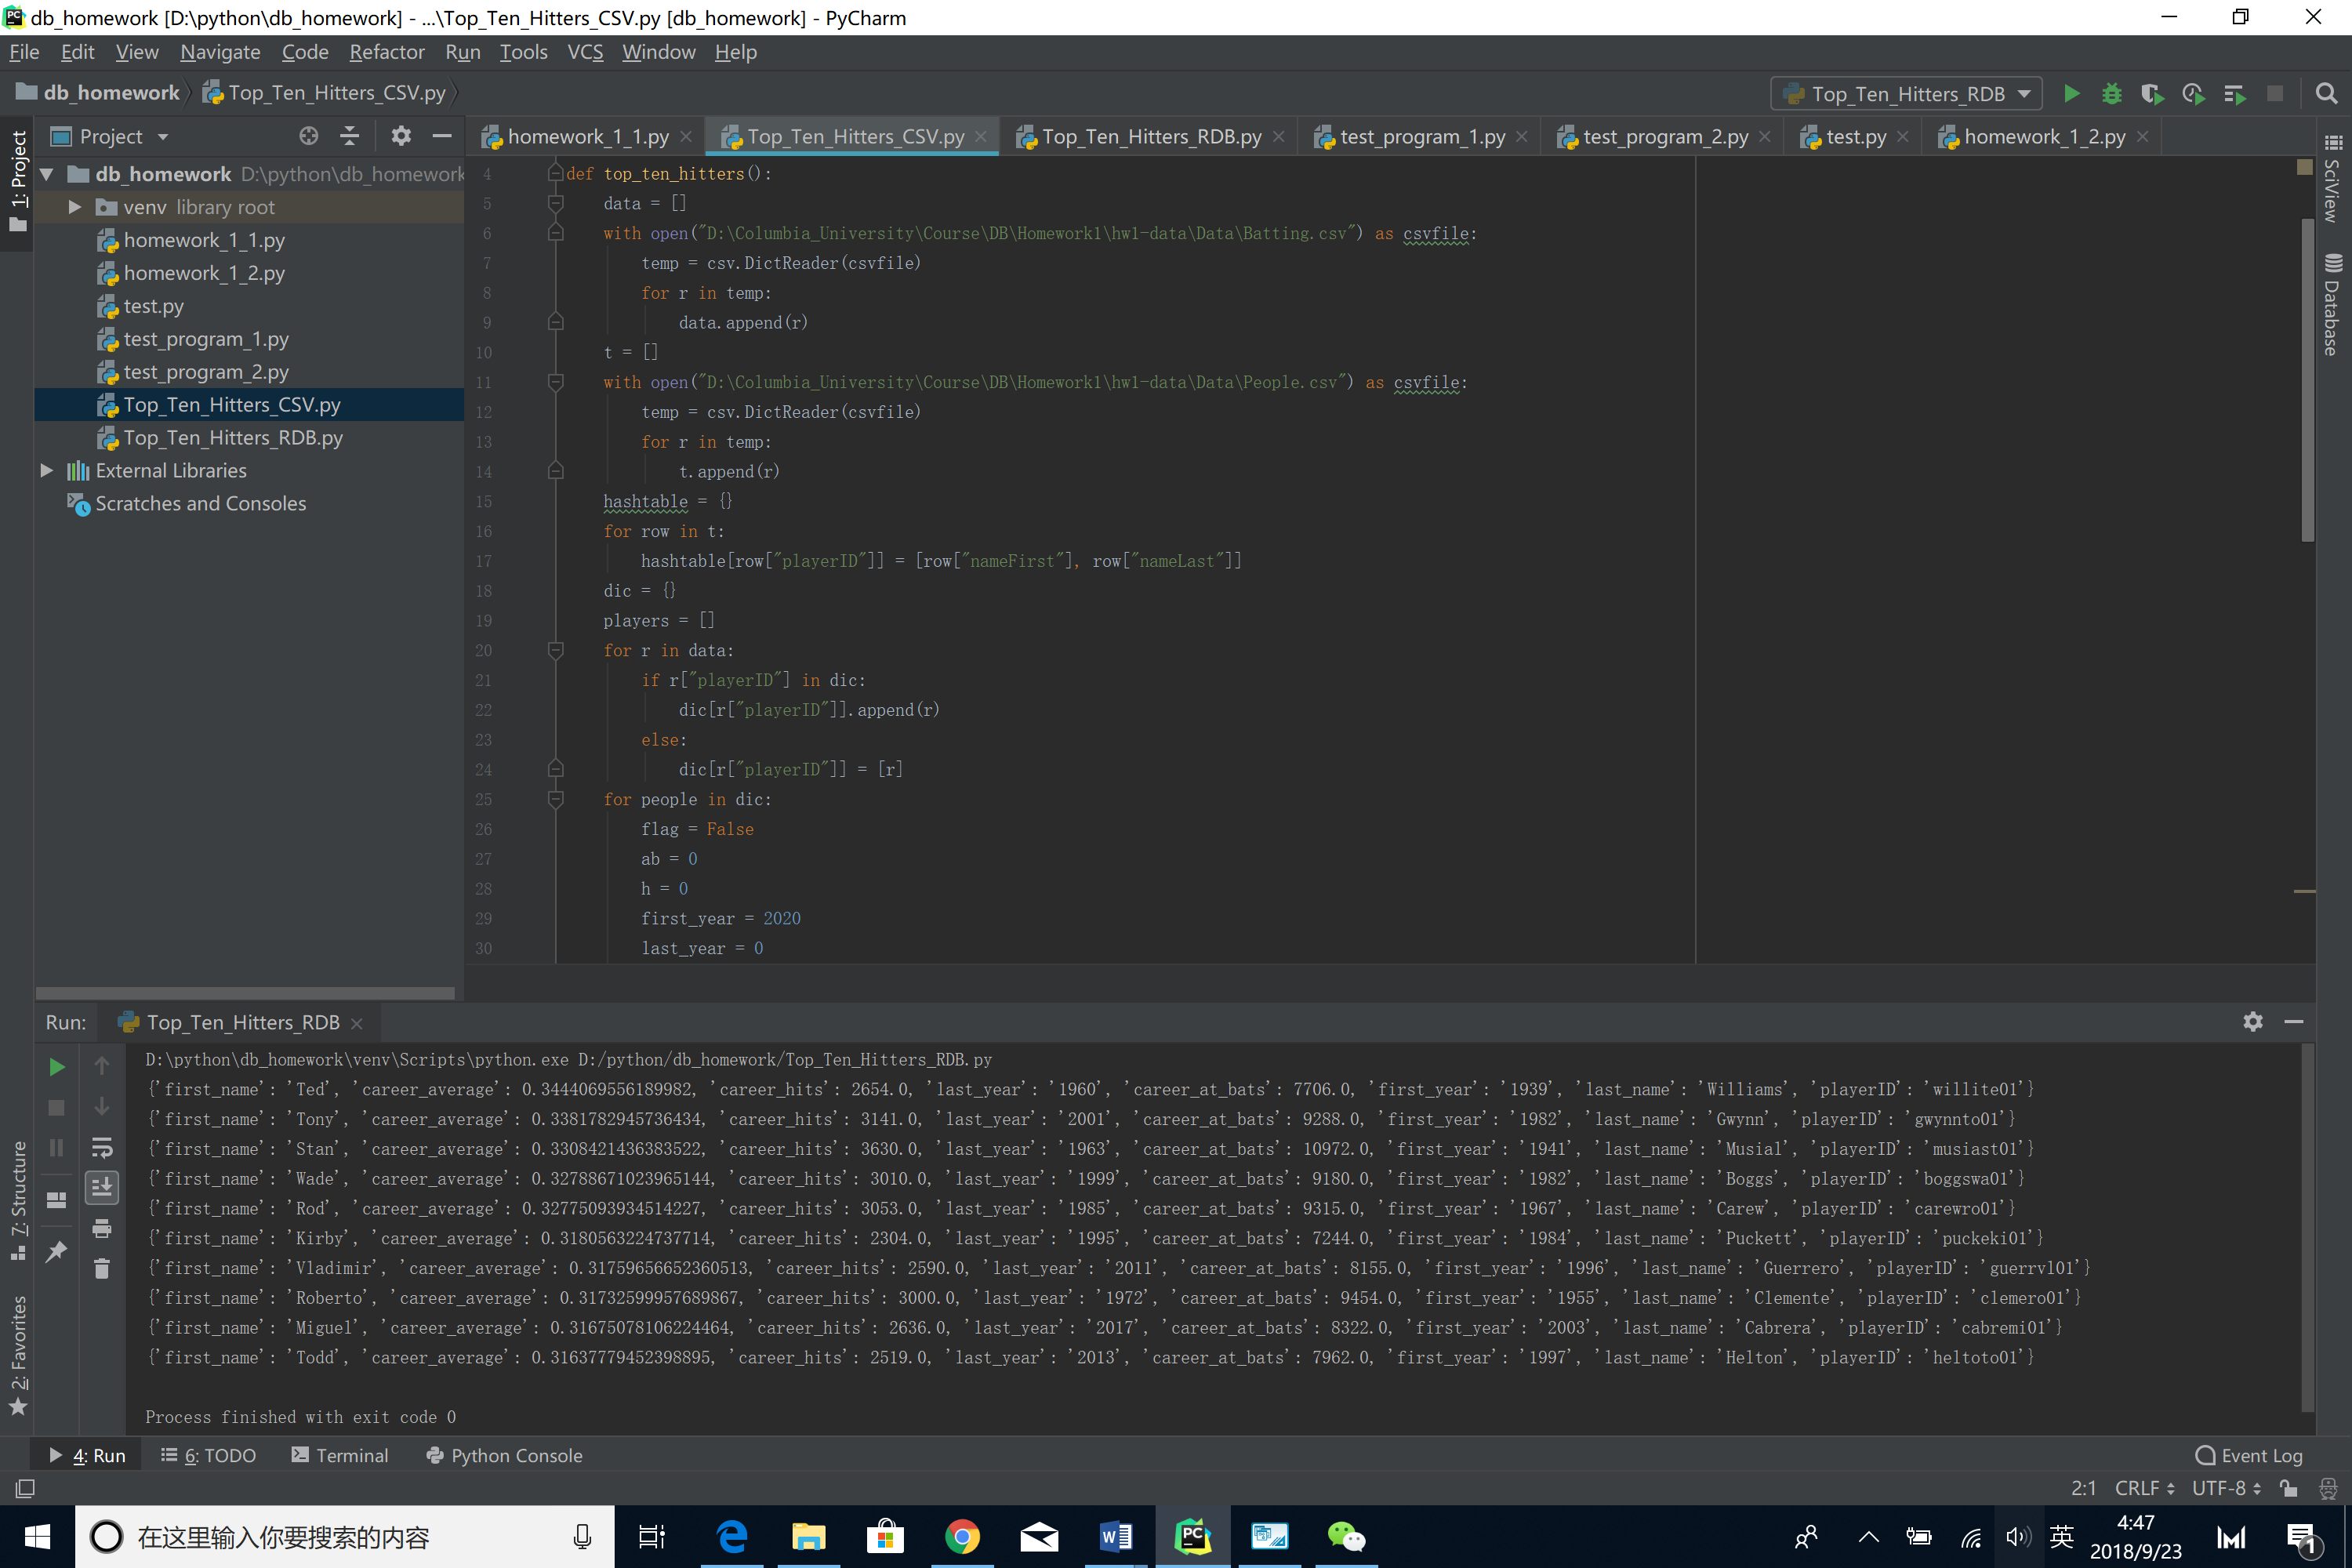 db_homework [D:\python\db_homework] - ...\Top_Ten_Hitters_CSV.py [db_homework] - PyCharm
File Edit View Navigate Code Refactor Run Tools VCS Window Help
db_homework Top_Ten_Hitters_CSV.py Top_Ten_Hitters_RDB
1: Project
Project
homework_1_1.py Top_Ten_Hitters_CSV.py Top_Ten_Hitters_RDB.py test_program_1.py test_program_2.py test.py homework_1_2.py
db_homework D:\python\db_homework
venv library root
homework_1_1.py
homework_1_2.py
test.py
test_program_1.py
test_program_2.py
Top_Ten_Hitters_CSV.py
Top_Ten_Hitters_RDB.py
External Libraries
Scratches and Consoles
4 def top_ten_hitters():
5 data = []
6 with open("D:\Columbia_University\Course\DB\Homework1\hw1-data\Data\Batting.csv") as csvfile:
7 temp = csv.DictReader(csvfile)
8 for r in temp:
9 data.append(r)
10 t = []
11 with open("D:\Columbia_University\Course\DB\Homework1\hw1-data\Data\People.csv") as csvfile:
12 temp = csv.DictReader(csvfile)
13 for r in temp:
14 t.append(r)
15 hashtable = {}
16 for row in t:
17 hashtable[row["playerID"]] = [row["nameFirst"], row["nameLast"]]
18 dic = {}
19 players = []
20 for r in data:
21 if r["playerID"] in dic:
22 dic[r["playerID"]].append(r)
23 else:
24 dic[r["playerID"]] = [r]
25 for people in dic:
26 flag = False
27 ab = 0
28 h = 0
29 first_year = 2020
30 last_year = 0
SciView
Database
Run: Top_Ten_Hitters_RDB
D:\python\db_homework\venv\Scripts\python.exe D:/python/db_homework/Top_Ten_Hitters_RDB.py
{'first_name': 'Ted', 'career_average': 0.3444069556189982, 'career_hits': 2654.0, 'last_year': '1960', 'career_at_bats': 7706.0, 'first_year': '1939', 'last_name': 'Williams', 'playerID': 'willite01'}
{'first_name': 'Tony', 'career_average': 0.3381782945736434, 'career_hits': 3141.0, 'last_year': '2001', 'career_at_bats': 9288.0, 'first_year': '1982', 'last_name': 'Gwynn', 'playerID': 'gwynnto01'}
{'first_name': 'Stan', 'career_average': 0.3308421436383522, 'career_hits': 3630.0, 'last_year': '1963', 'career_at_bats': 10972.0, 'first_year': '1941', 'last_name': 'Musial', 'playerID': 'musiast01'}
{'first_name': 'Wade', 'career_average': 0.32788671023965144, 'career_hits': 3010.0, 'last_year': '1999', 'career_at_bats': 9180.0, 'first_year': '1982', 'last_name': 'Boggs', 'playerID': 'boggswa01'}
{'first_name': 'Rod', 'career_average': 0.32775093934514227, 'career_hits': 3053.0, 'last_year': '1985', 'career_at_bats': 9315.0, 'first_year': '1967', 'last_name': 'Carew', 'playerID': 'carewro01'}
{'first_name': 'Kirby', 'career_average': 0.3180563224737714, 'career_hits': 2304.0, 'last_year': '1995', 'career_at_bats': 7244.0, 'first_year': '1984', 'last_name': 'Puckett', 'playerID': 'puckeki01'}
{'first_name': 'Vladimir', 'career_average': 0.31759656652360513, 'career_hits': 2590.0, 'last_year': '2011', 'career_at_bats': 8155.0, 'first_year': '1996', 'last_name': 'Guerrero', 'playerID': 'guerrvl01'}
{'first_name': 'Roberto', 'career_average': 0.31732599957689867, 'career_hits': 3000.0, 'last_year': '1972', 'career_at_bats': 9454.0, 'first_year': '1955', 'last_name': 'Clemente', 'playerID': 'clemero01'}
{'first_name': 'Miguel', 'career_average': 0.31675078106224464, 'career_hits': 2636.0, 'last_year': '2017', 'career_at_bats': 8322.0, 'first_year': '2003', 'last_name': 'Cabrera', 'playerID': 'cabremi01'}
{'first_name': 'Todd', 'career_average': 0.31637779452398895, 'career_hits': 2519.0, 'last_year': '2013', 'career_at_bats': 7962.0, 'first_year': '1997', 'last_name': 'Helton', 'playerID': 'heltoto01'}
Process finished with exit code 0
7: Structure
2: Favorites
4: Run 6: TODO Terminal Python Console Event Log
2:1 CRLF UTF-8
在这里输入你要搜索的内容
英
4:47
2018/9/23
1